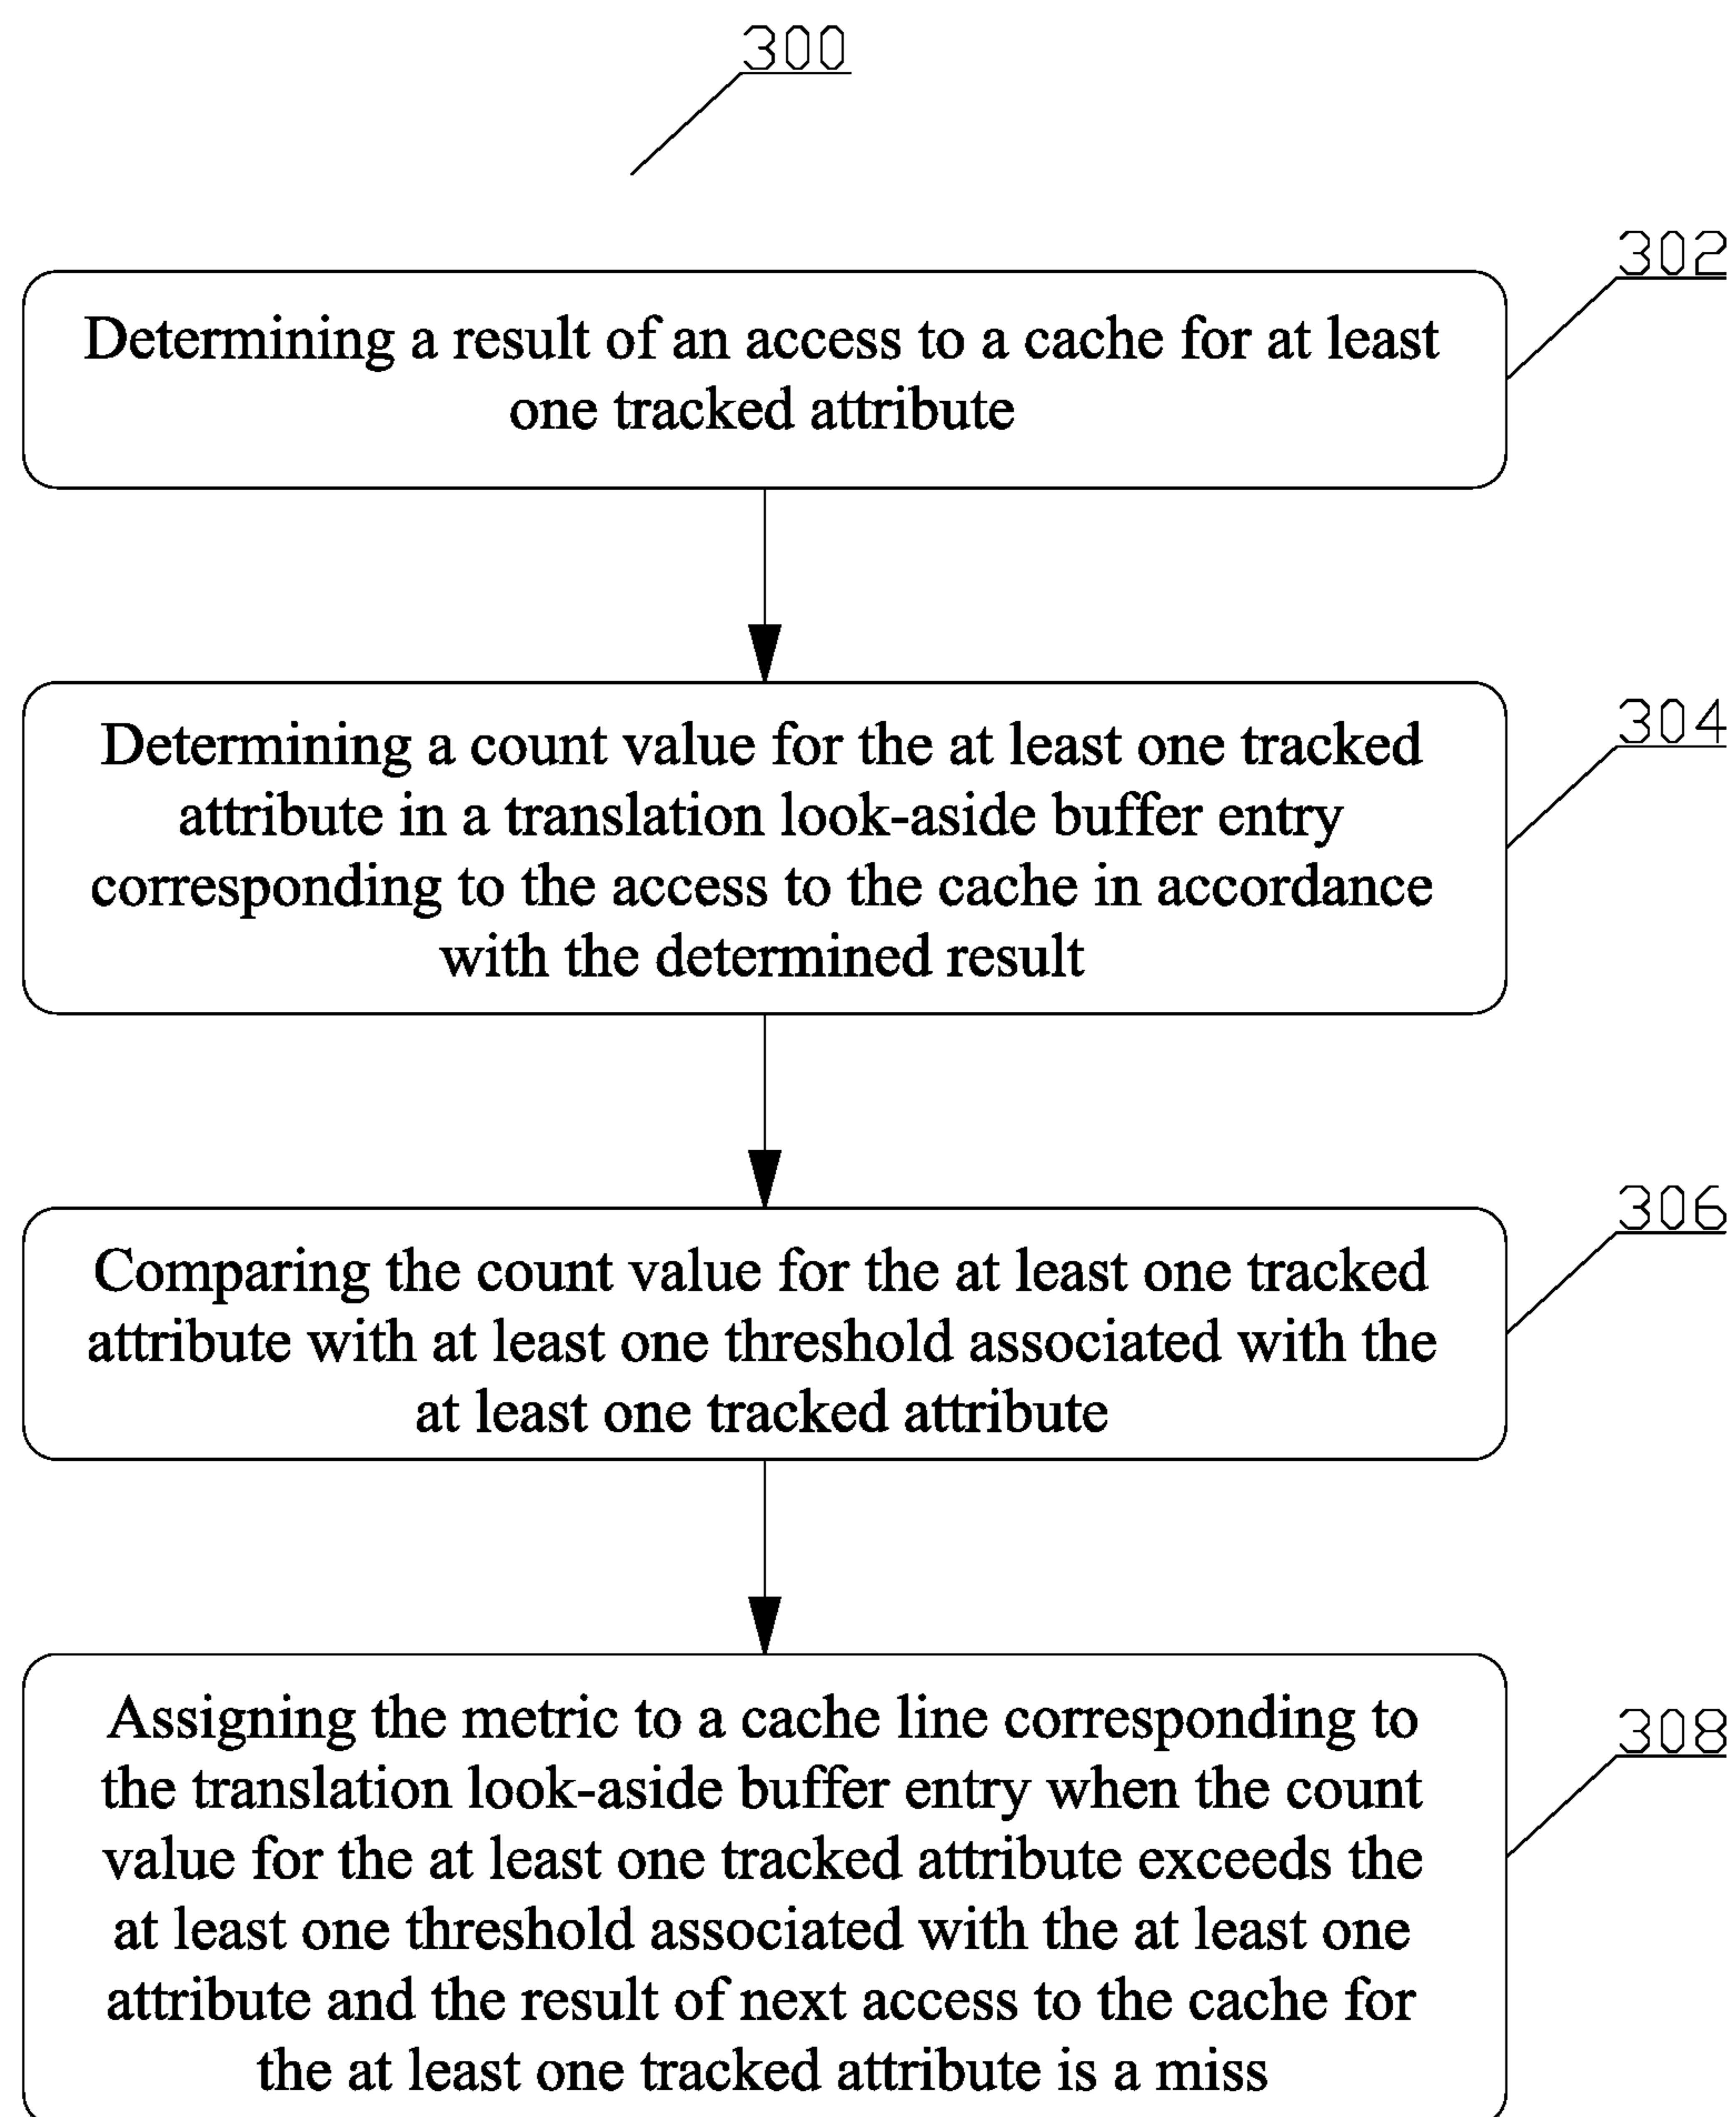 300
302
Determining a result of an access to a cache for at least
one tracked attribute
304
Determining a count value for the at least one tracked
attribute in a translation look-aside buffer entry
corresponding to the access to the cache in accordance
with the determined result
306
Comparing the count value for the at least one tracked
attribute with at least one threshold associated with the
at least one tracked attribute
308
Assigning the metric to a cache line corresponding to
the translation look-aside buffer entry when the count
value for the at least one tracked attribute exceeds the
at least one threshold associated with the at least one
attribute and the result of next access to the cache for
the at least one tracked attribute is a miss